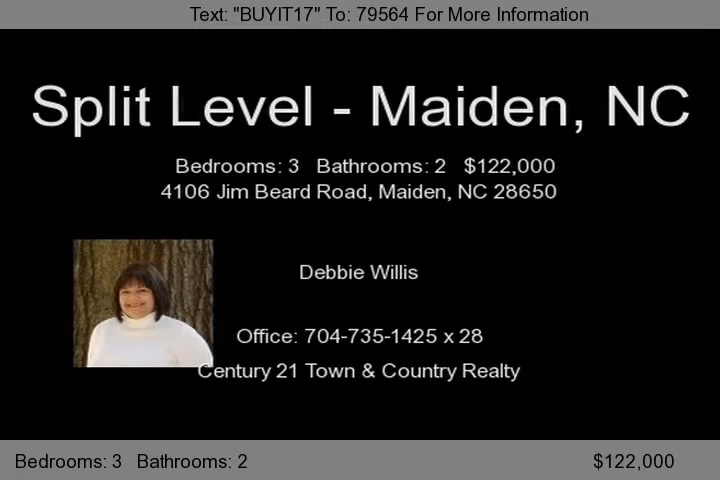 Text: "BUYIT17" To: 79564 For More Information
Split Level - Maiden, NC
Bedrooms: 3 Bathrooms: 2 $122,000
4106 Jim Beard Road, Maiden, NC 28650
Debbie Willis
Office: 704-735-1425 x 28
Century 21 Town & Country Realty
Bedrooms: 3 Bathrooms: 2 $122,000